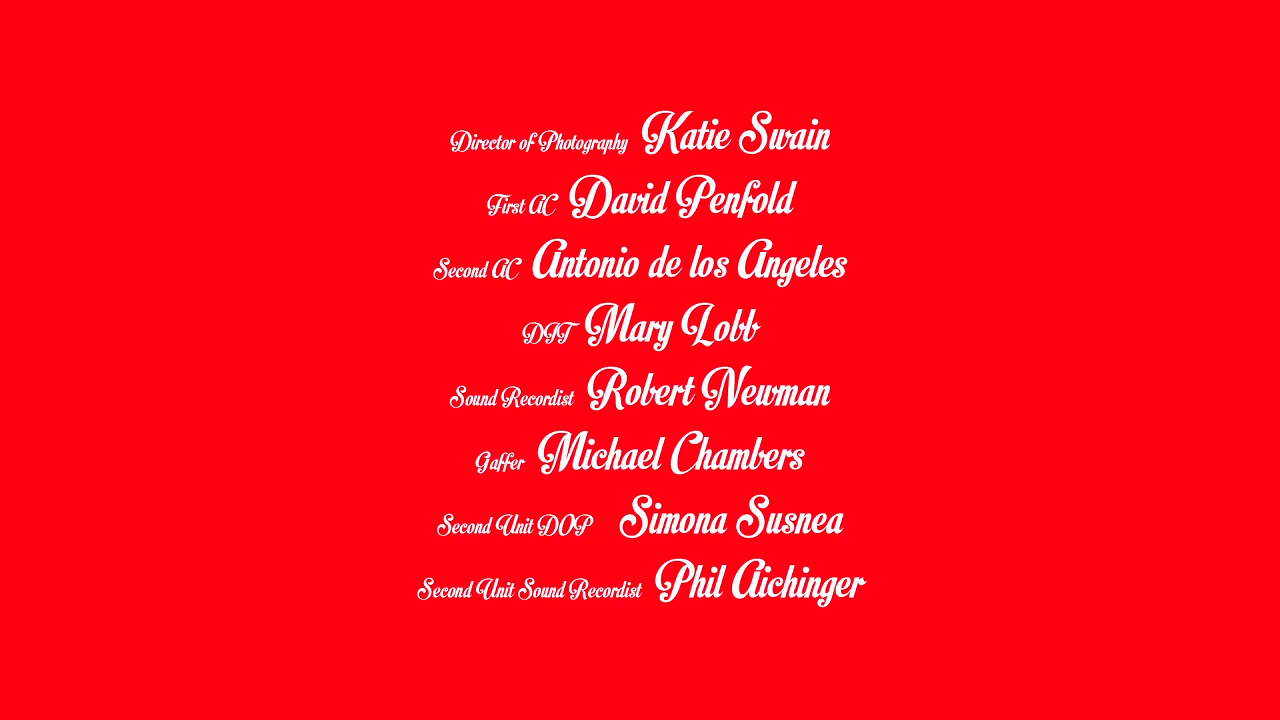 Director of Photography Katie Swain
First AC David Penfold
Second AC Antonio de los Angeles
DIT Mary Lobb
Sound Recordist Robert Newman
Gaffer Michael Chambers
Second Unit DOP Simona Susnea
Second Unit Sound Recordist Phil Aichinger